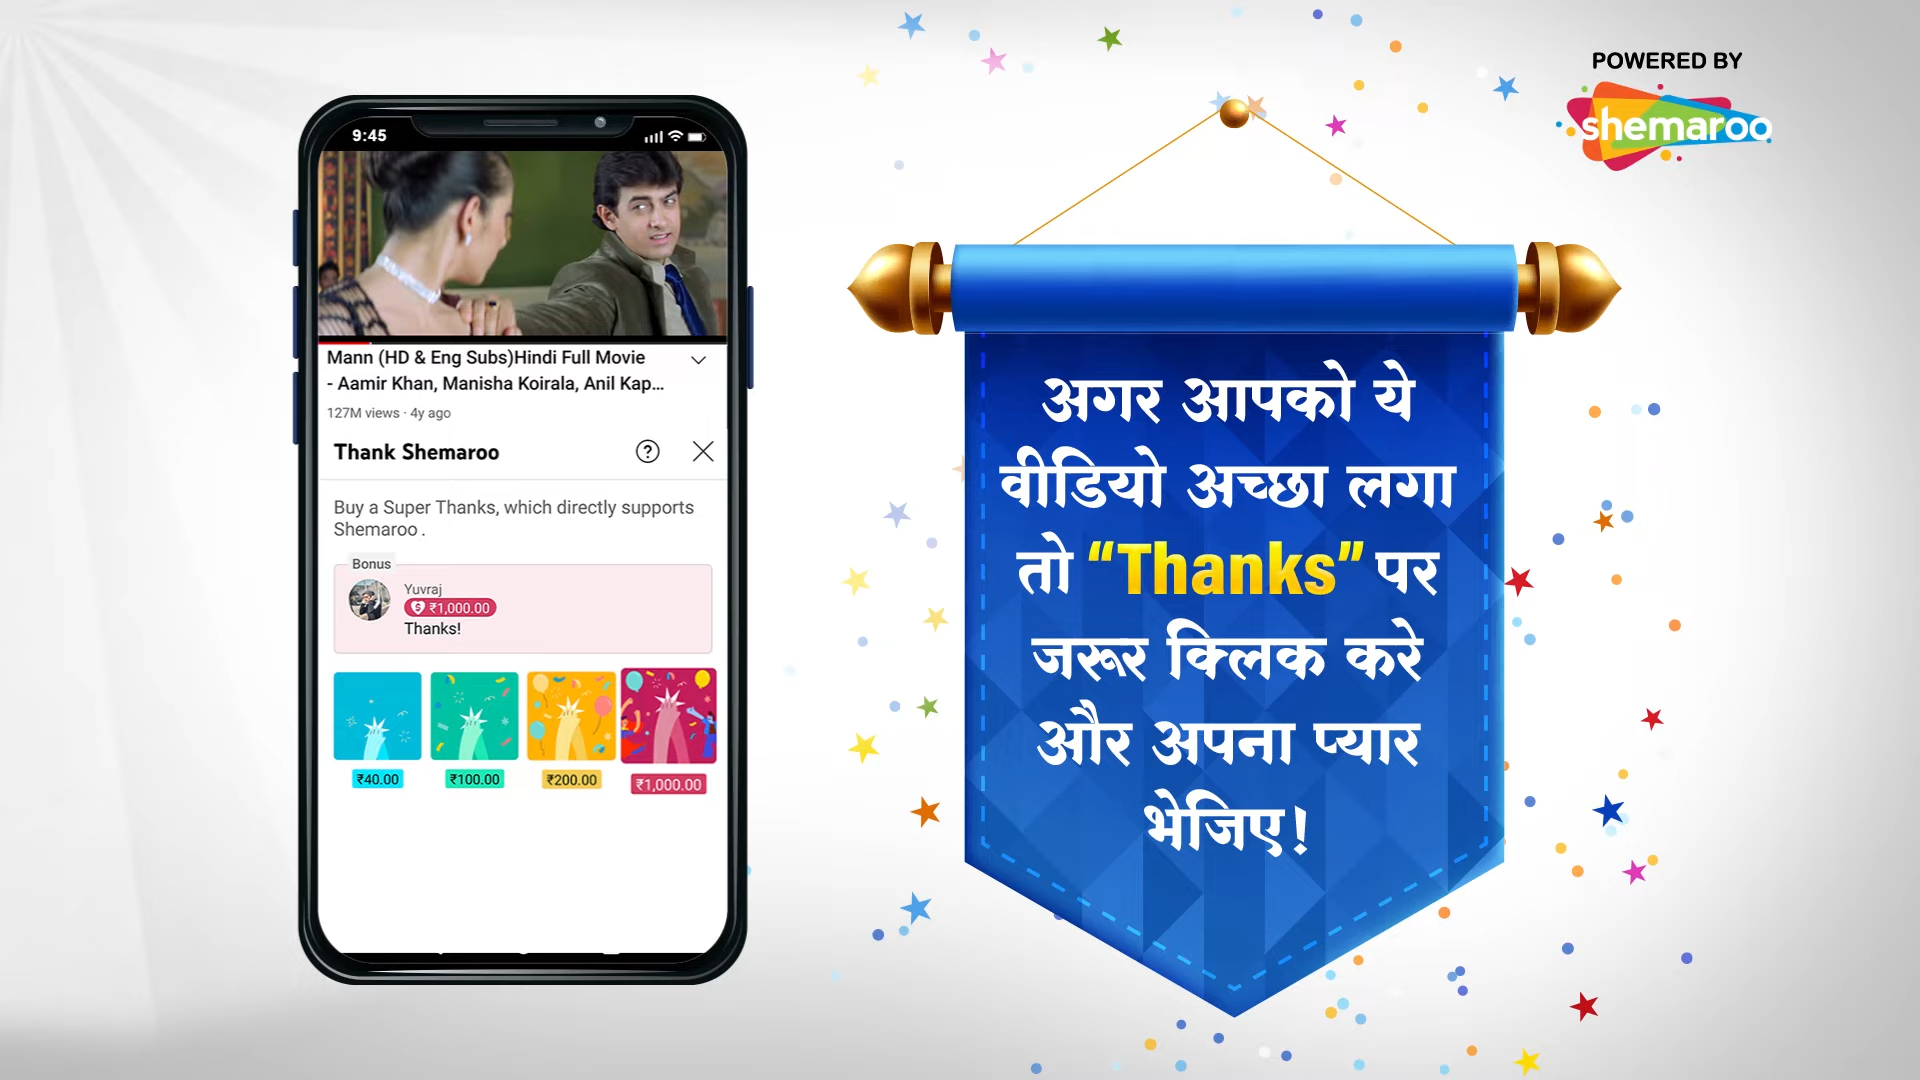 POWERED BY
shemaroo
9:45
Mann (HD & Eng Subs)Hindi Full Movie
- Aamir Khan, Manisha Koirala, Anil Kap...
127M views · 4y ago
Thank Shemaroo
Buy a Super Thanks, which directly supports
Shemaroo .
Bonus
Yuvraj
₹1,000.00
Thanks!
₹40.00 ₹100.00 ₹200.00 ₹1,000.00
अगर आपको ये
वीडियो अच्छा लगा
तो “Thanks” पर
जरूर क्लिक करे
और अपना प्यार
भेजिए!